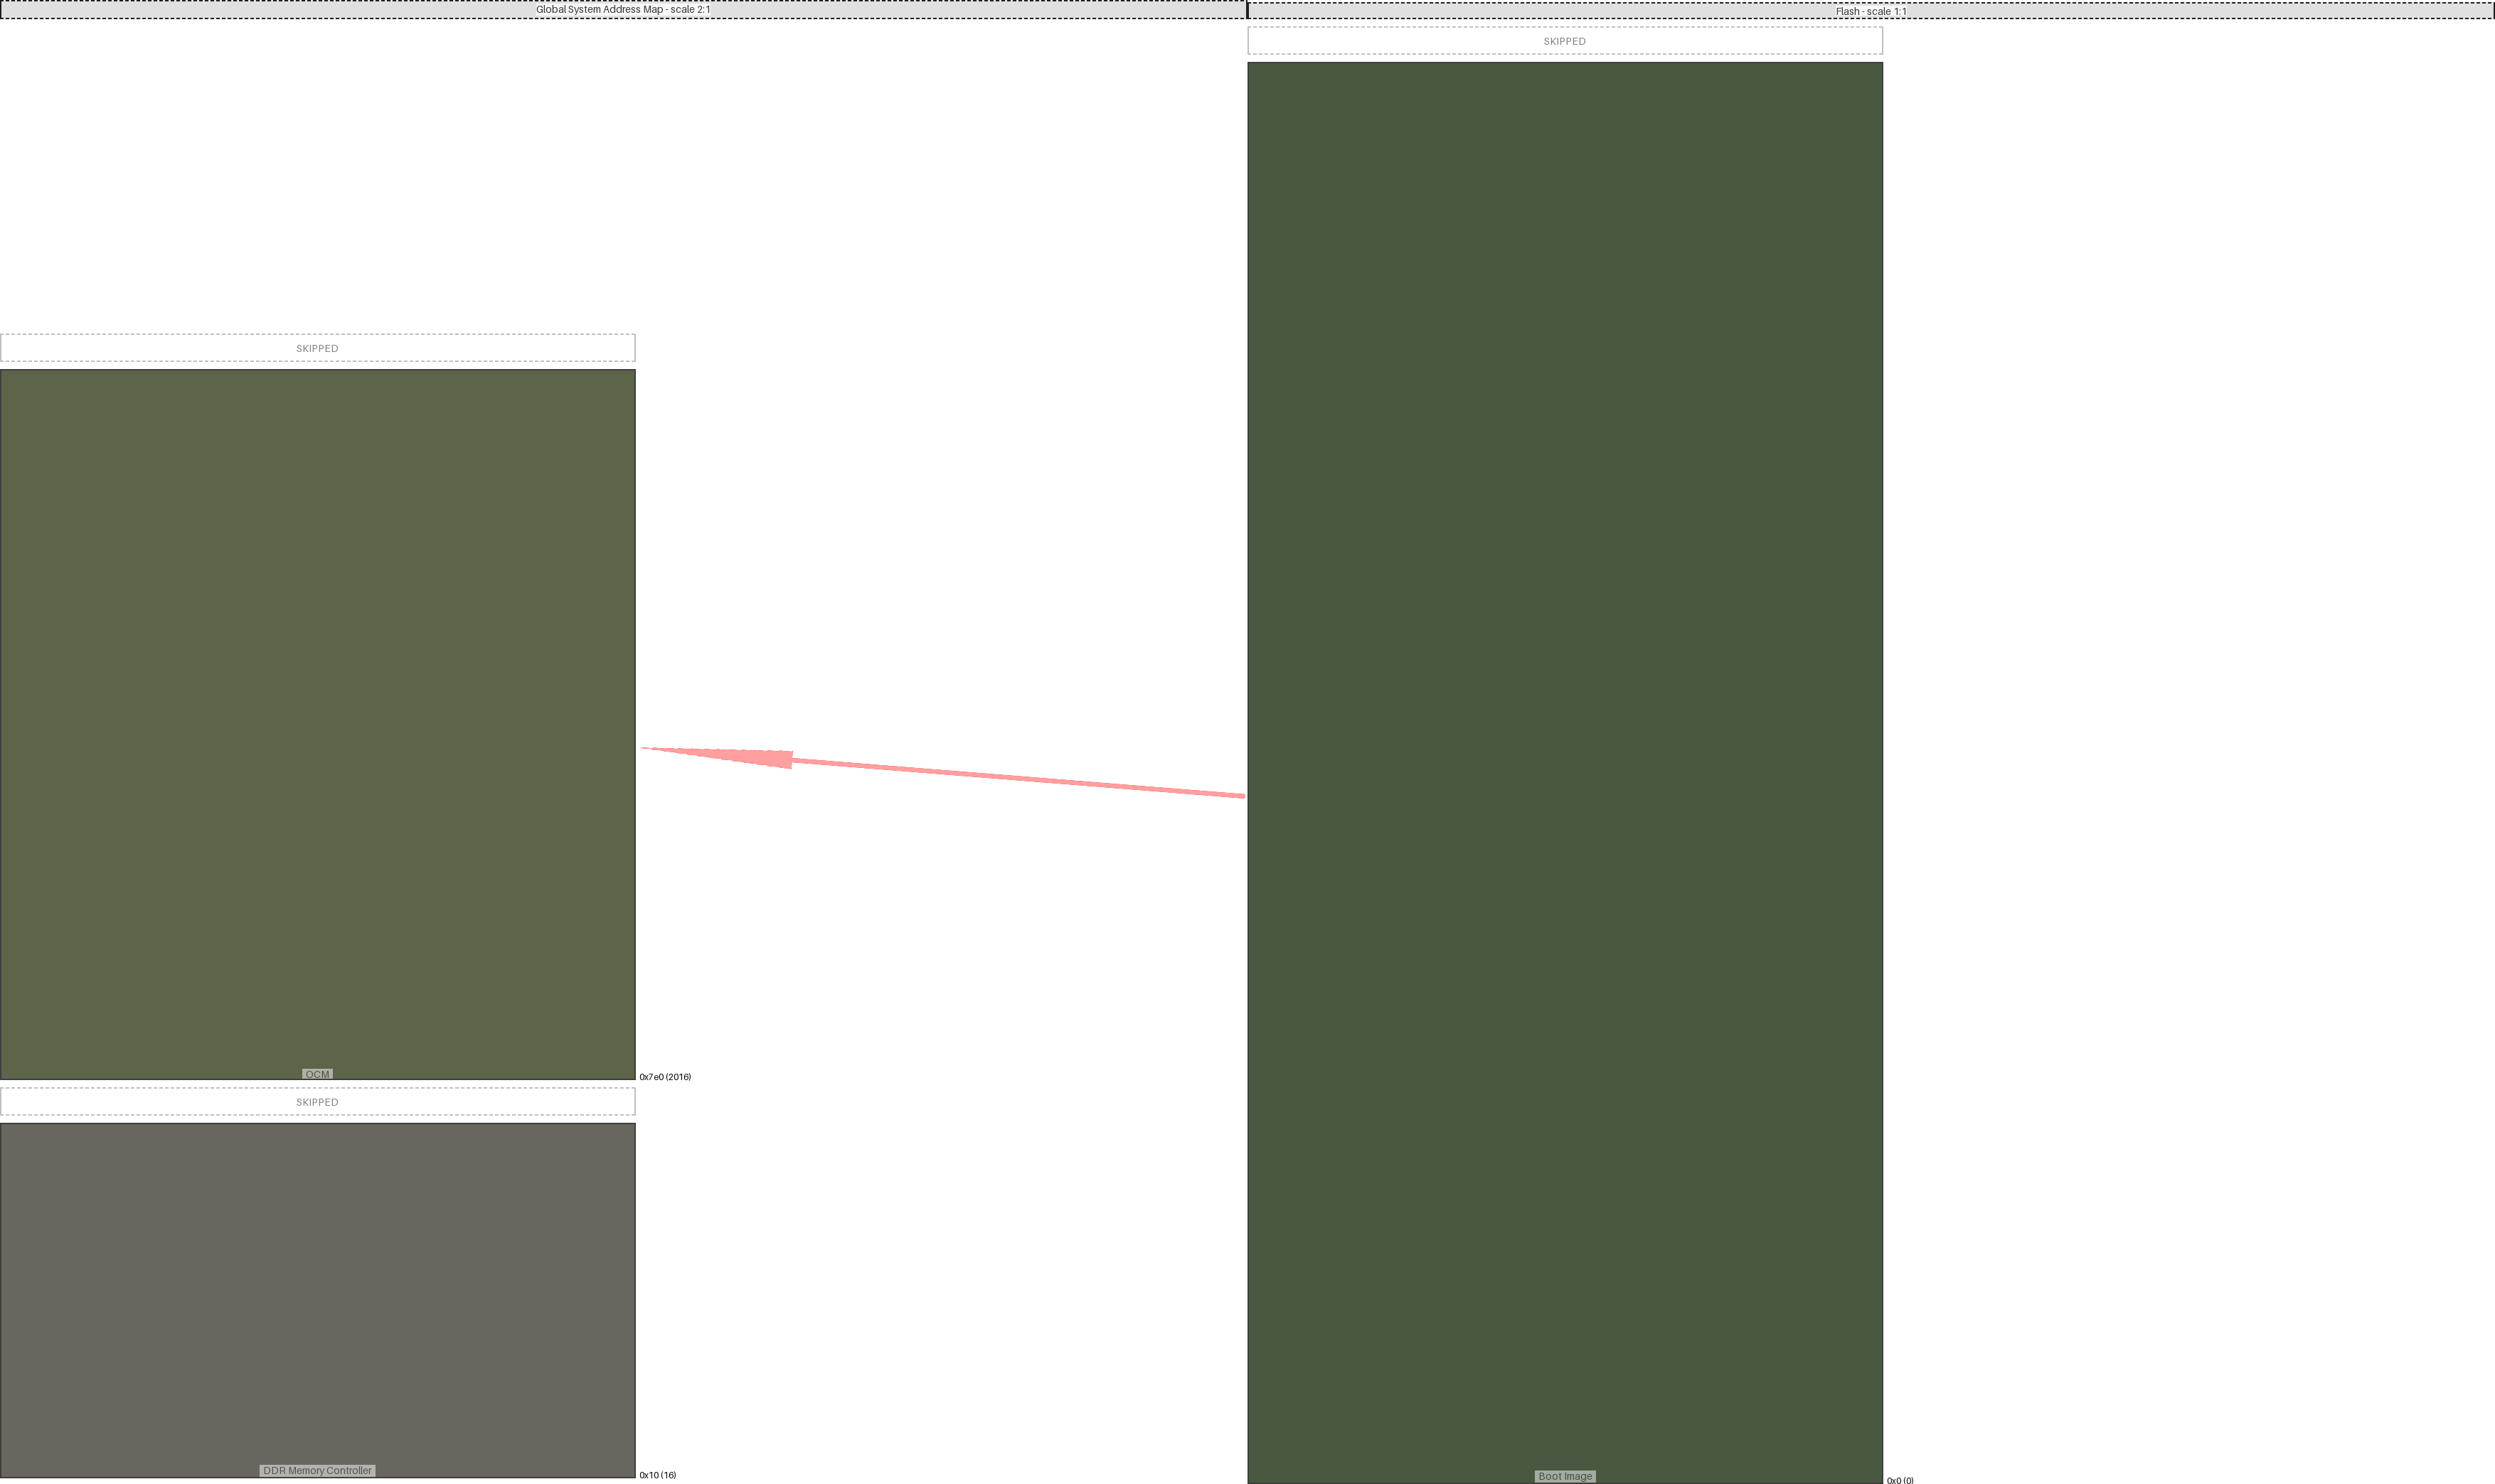 Global System Address Map - scale 2:1
Flash - scale 1:1
SKIPPED
SKIPPED
OCM
0x7e0 (2016)
SKIPPED
DDR Memory Controller
0x10 (16)
Boot Image
0x0 (0)